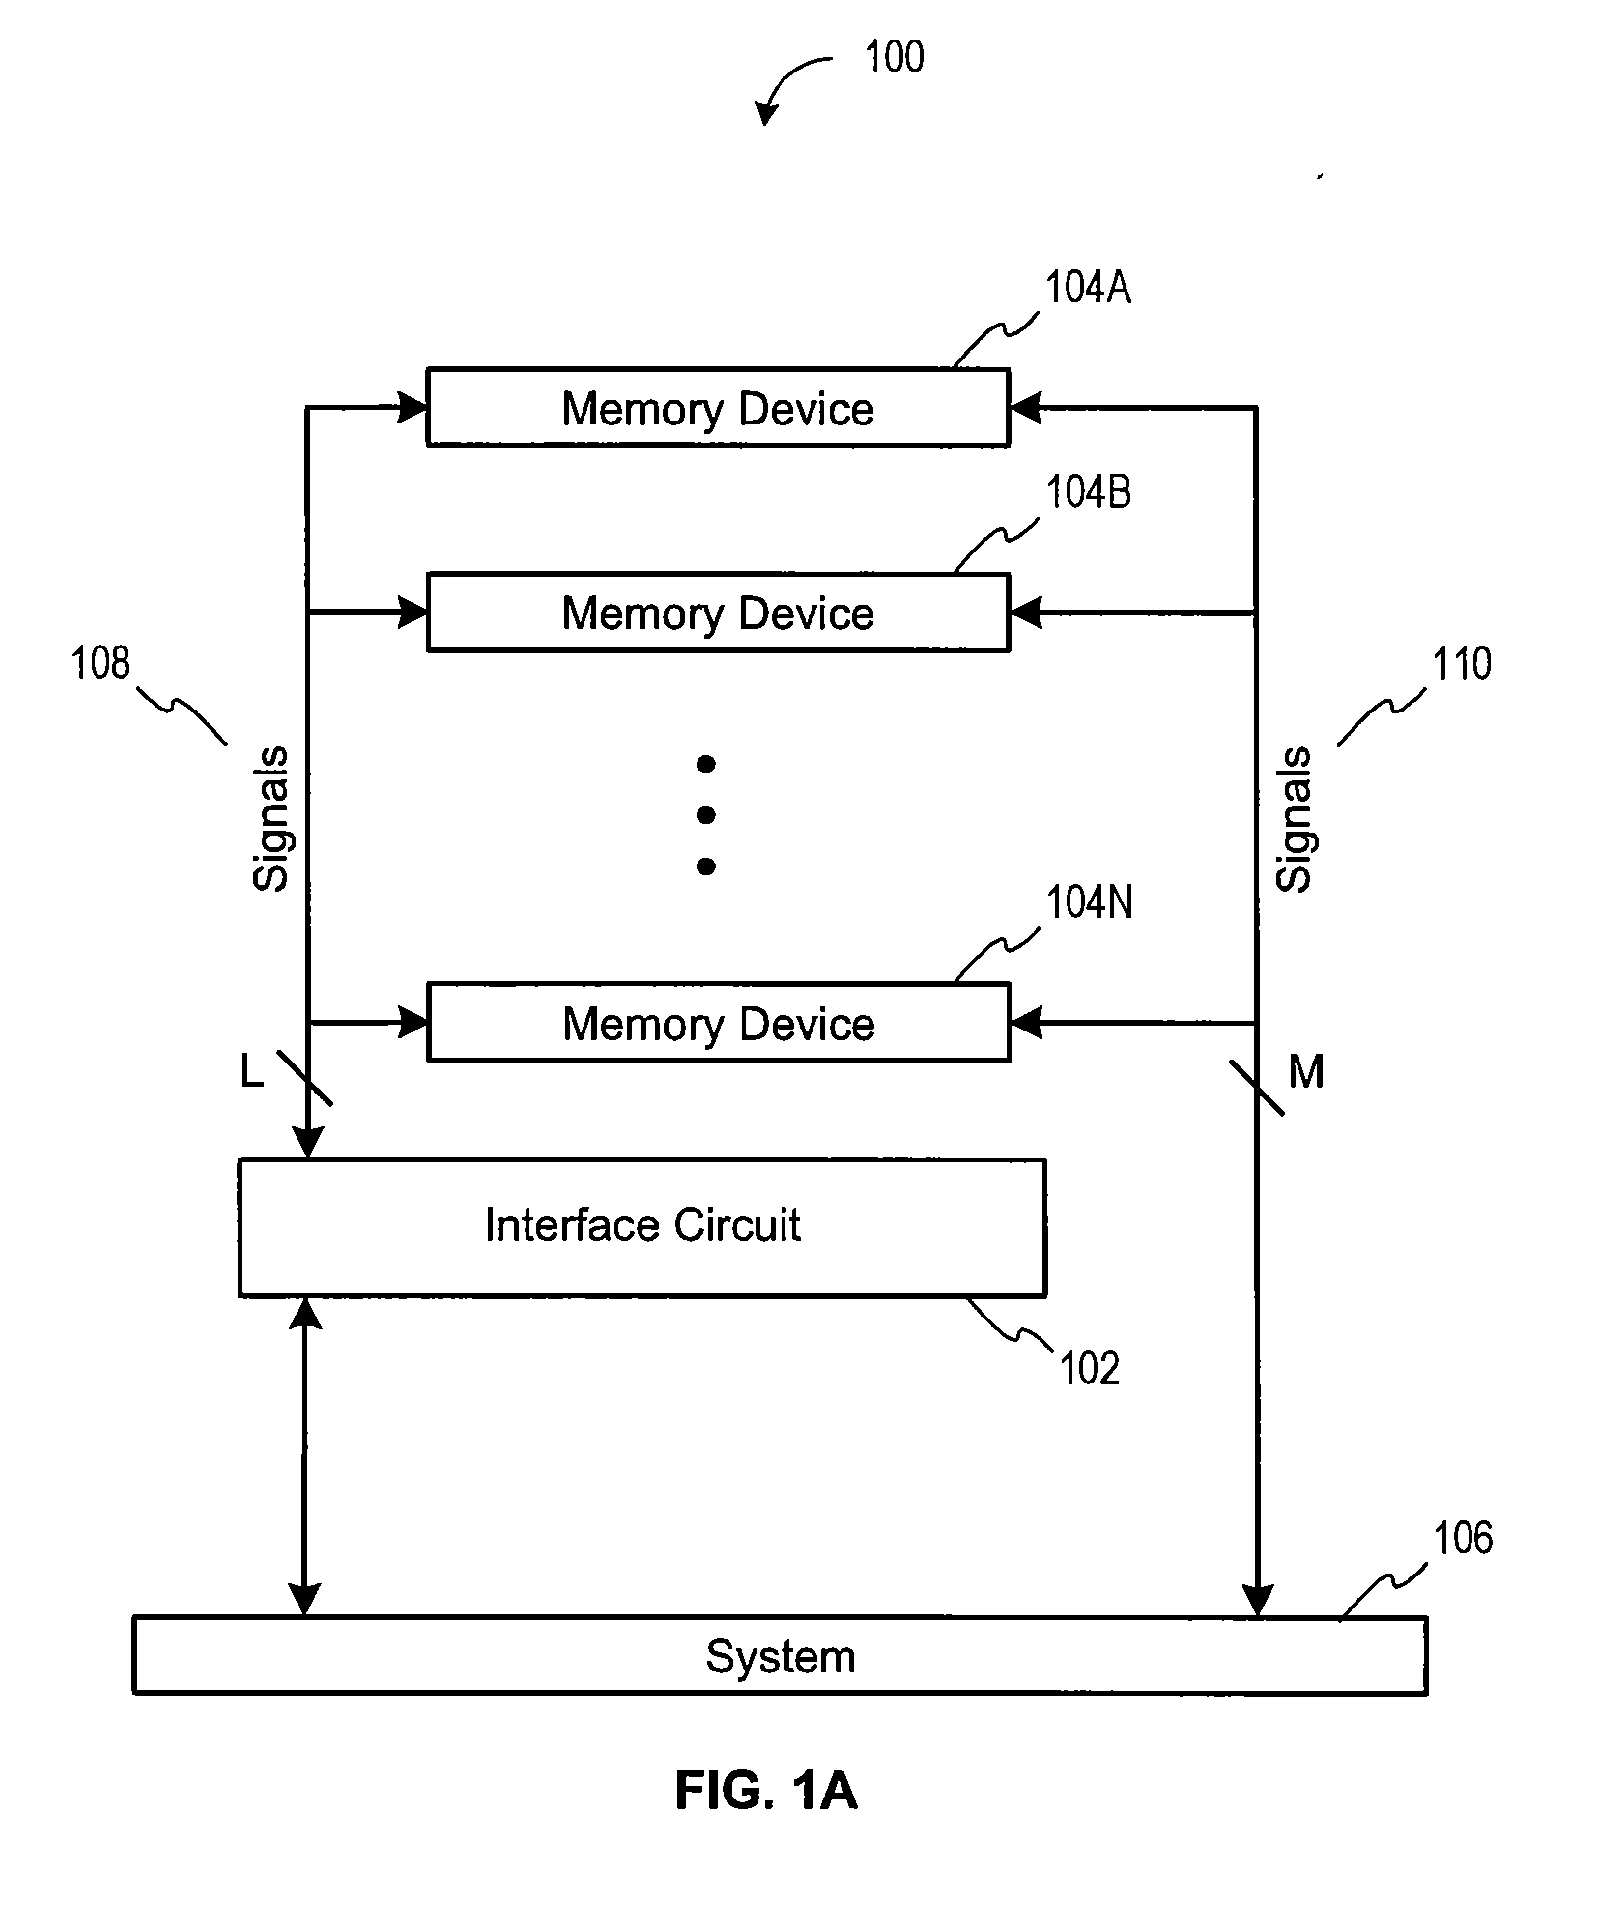 100
104A
Memory Device
104B
Memory Device
108
110
Signals
Signals
104N
Memory Device
L
M
Interface Circuit
102
106
System
FIG. 1A